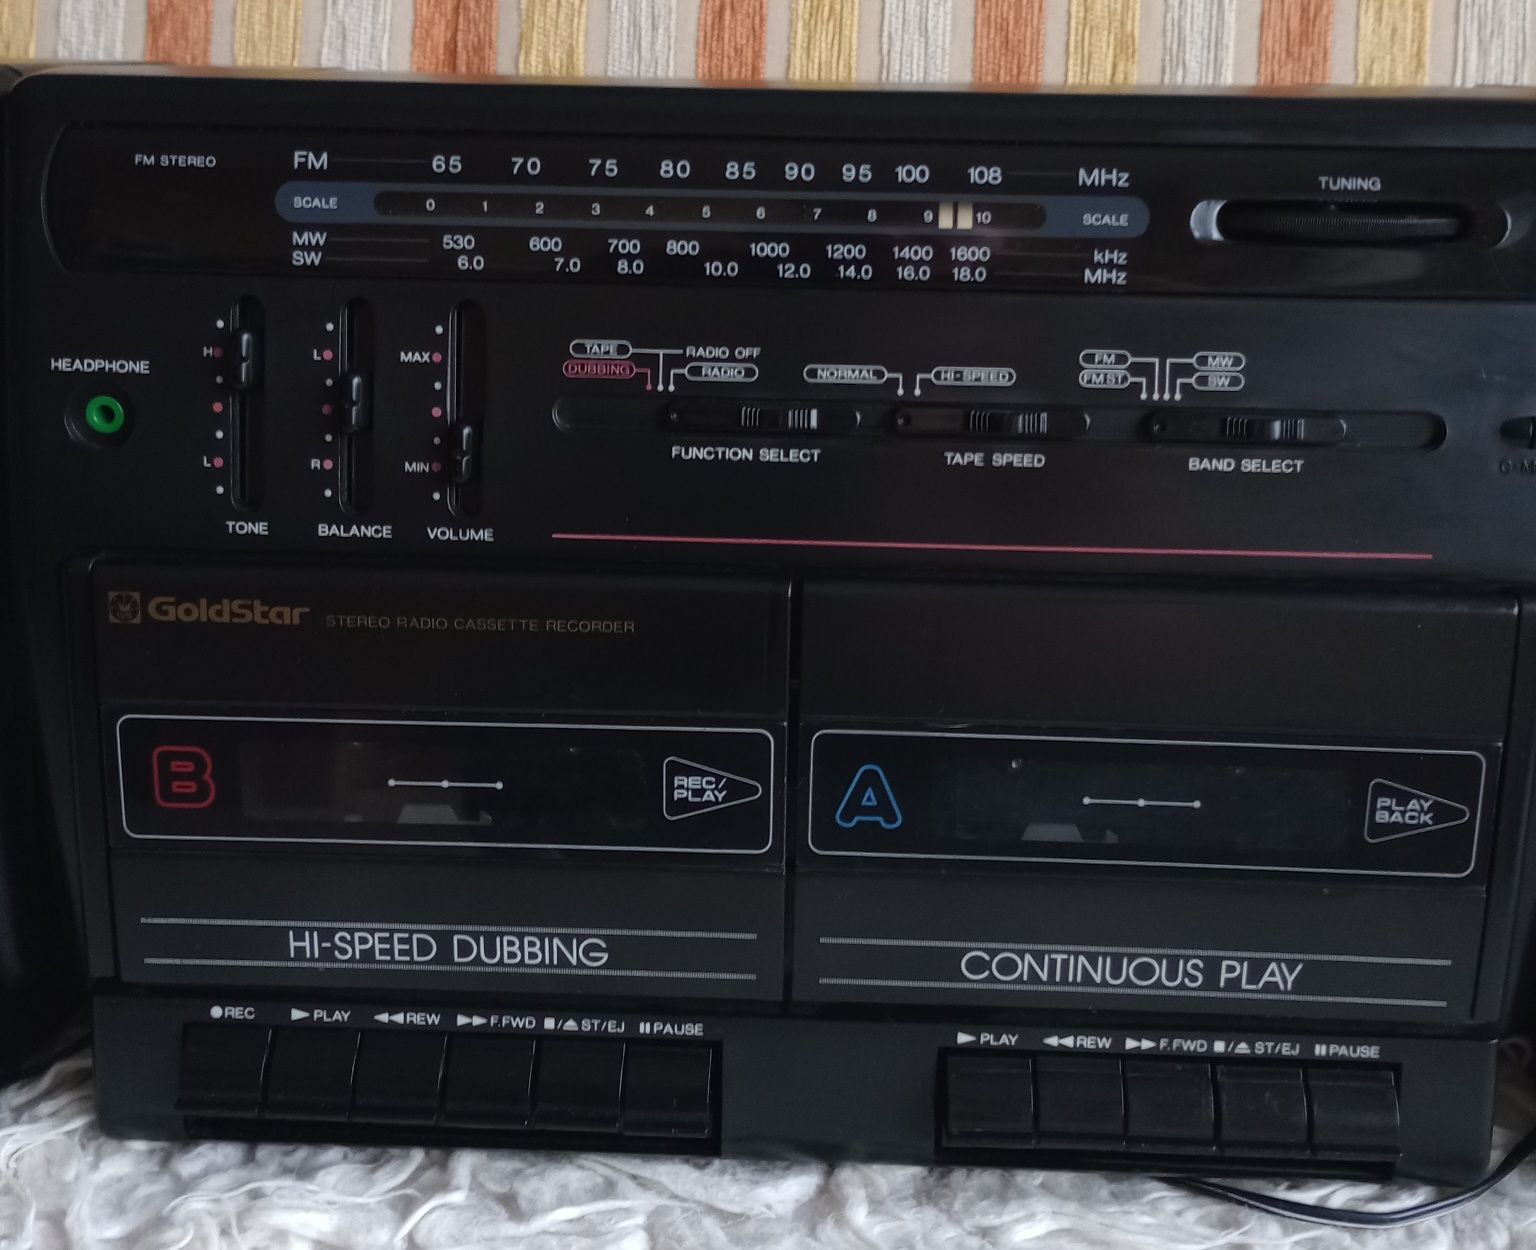 FM STEREO
FM 65 70 75 80 85 90 95 100 108 MHz
SCALE 0 1 2 3 4 5 6 7 8 9 10 SCALE
MW 530 600 700 800 1000 1200 1400 1600 kHz
SW 6.0 7.0 8.0 10.0 12.0 14.0 16.0 18.0 MHz
TUNING
HEADPHONE
H
L
TONE
L
R
BALANCE
MAX
MIN
VOLUME
TAPE RADIO OFF
DUBBING RADIO
FUNCTION SELECT
NORMAL HI-SPEED
TAPE SPEED
FM MW
FM ST SW
BAND SELECT
GoldStar STEREO RADIO CASSETTE RECORDER
B
REC/
PLAY
A
PLAY
BACK
HI-SPEED DUBBING
CONTINUOUS PLAY
●REC ▶PLAY ◀◀REW ▶▶F.FWD ■/⏏ST/EJ ❚❚PAUSE
▶PLAY ◀◀REW ▶▶F.FWD ■/⏏ST/EJ ❚❚PAUSE